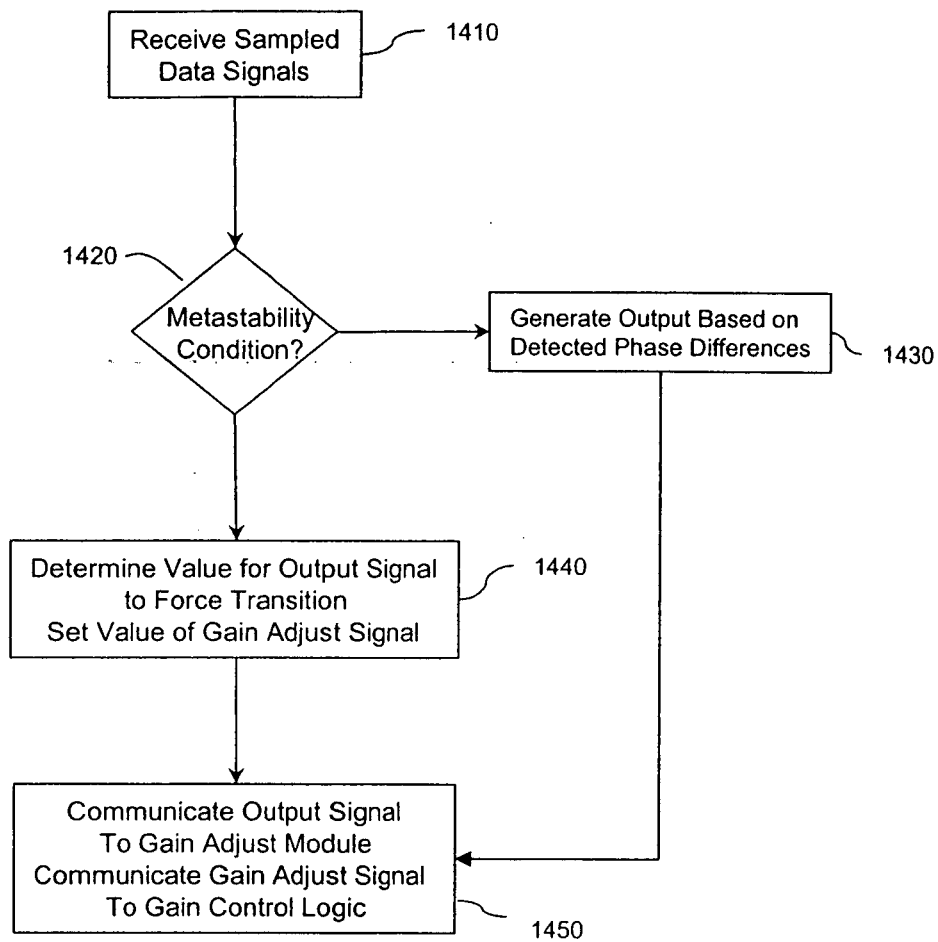 Receive Sampled
Data Signals
1410
1420
Metastability
Condition?
Generate Output Based on
Detected Phase Differences
1430
Determine Value for Output Signal
to Force Transition
Set Value of Gain Adjust Signal
1440
Communicate Output Signal
To Gain Adjust Module
Communicate Gain Adjust Signal
To Gain Control Logic
1450